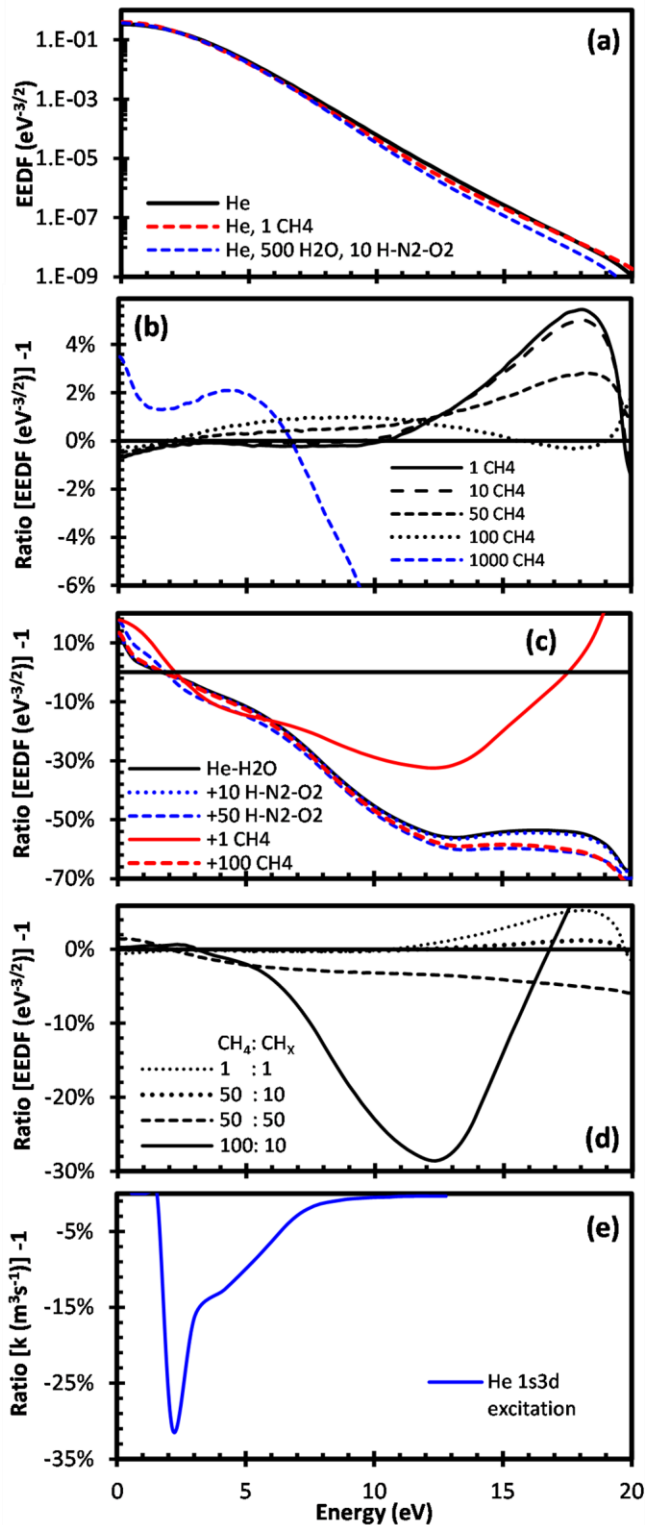 EEDF (eV-3/2)
1.E-01
1.E-03
1.E-05
1.E-07
1.E-09
(a)
He
He, 1 CH4
He, 500 H2O, 10 H-N2-O2
Ratio [EEDF (eV-3/2)] -1
4%
2%
0%
-2%
-4%
-6%
(b)
1 CH4
10 CH4
50 CH4
100 CH4
1000 CH4
Ratio [EEDF (eV-3/2)] -1
10%
-10%
-30%
-50%
-70%
(c)
He-H2O
+10 H-N2-O2
+50 H-N2-O2
+1 CH4
+100 CH4
Ratio [EEDF (eV-3/2)] -1
0%
-10%
-20%
-30%
CH4: CHX
1 : 1
50 : 10
50 : 50
100: 10
(d)
Ratio [k (m3s-1)] -1
-5%
-15%
-25%
-35%
(e)
He 1s3d
excitation
0 5 10 15 20
Energy (eV)